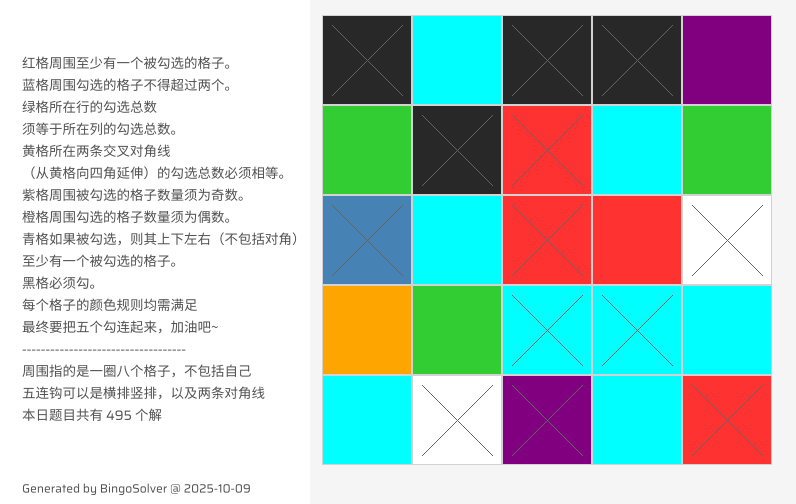 红格周围至少有一个被勾选的格子。
蓝格周围勾选的格子不得超过两个。
绿格所在行的勾选总数
须等于所在列的勾选总数。
黄格所在两条交叉对角线
（从黄格向四角延伸）的勾选总数必须相等。
紫格周围被勾选的格子数量须为奇数。
橙格周围勾选的格子数量须为偶数。
青格如果被勾选，则其上下左右（不包括对角）
至少有一个被勾选的格子。
黑格必须勾。
每个格子的颜色规则均需满足
最终要把五个勾连起来，加油吧~
---------------------------------
周围指的是一圈八个格子，不包括自己
五连钩可以是横排竖排，以及两条对角线
本日题目共有 495 个解
Generated by BingoSolver @ 2025-10-09